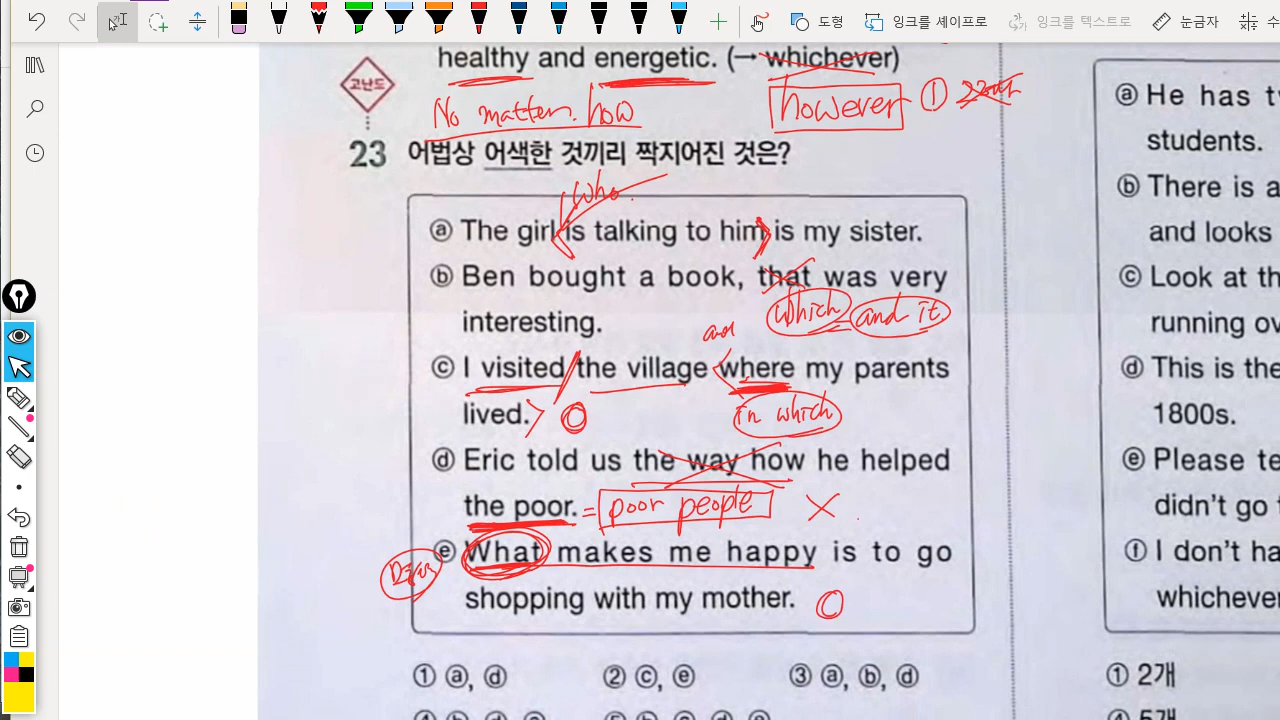 도형
잉크를 셰이프로
잉크를 텍스트로
눈금자
수
healthy and energetic. (→ whichever)
고난도
No matter how
however ①
23 어법상 어색한 것끼리 짝지어진 것은?
who
ⓐ The girl is talking to him is my sister.
ⓑ Ben bought a book, that was very
interesting.
which and it
and
ⓒ I visited the village where my parents
lived.
in which
ⓓ Eric told us the way how he helped
the poor. = poor people
ⓔ What makes me happy is to go
shopping with my mother.
① ⓐ, ⓓ ② ⓒ, ⓔ ③ ⓐ, ⓑ, ⓓ
ⓐ He has t
students.
ⓑ There is a
and looks
ⓒ Look at th
running ov
ⓓ This is the
1800s.
ⓔ Please te
didn't go
ⓕ I don't ha
whichever
① 2개